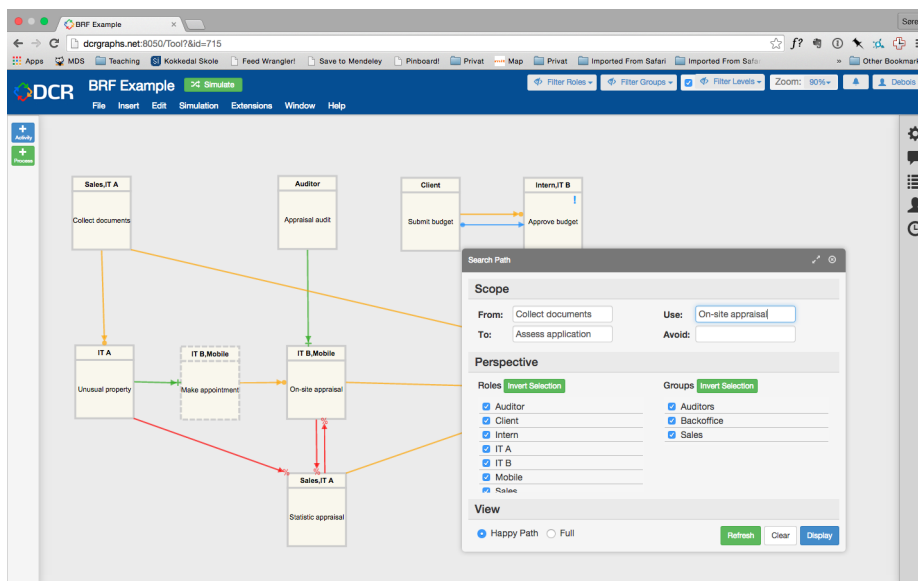 BRF Example
Søre
dcrgraphs.net:8050/Tool?&id=715
f?
Apps MDS Teaching Kokkedal Skole Feed Wrangler! Save to Mendeley Pinboard! Privat Map Privat Imported From Safari Imported From Safa » Other Bookmark
DCR
BRF Example Simulate
Filter Roles Filter Groups Filter Levels Zoom: 90% Debois
File Insert Edit Simulation Extensions Window Help
Activity
Process
Sales,IT A
Collect documents
Auditor
Appraisal audit
Client
Submit budget
Intern,IT B
!
Approve budget
IT A
Unusual property
IT B,Mobile
Make appointment
IT B,Mobile
On-site appraisal
%
%
%
Sales,IT A
Statistic appraisal
Search Path
Scope
From: Collect documents Use: On-site appraisal
To: Assess application Avoid:
Perspective
Roles Invert Selection Groups Invert Selection
Auditor Auditors
Client Backoffice
Intern Sales
IT A
IT B
Mobile
Sales
View
Happy Path Full Refresh Clear Display